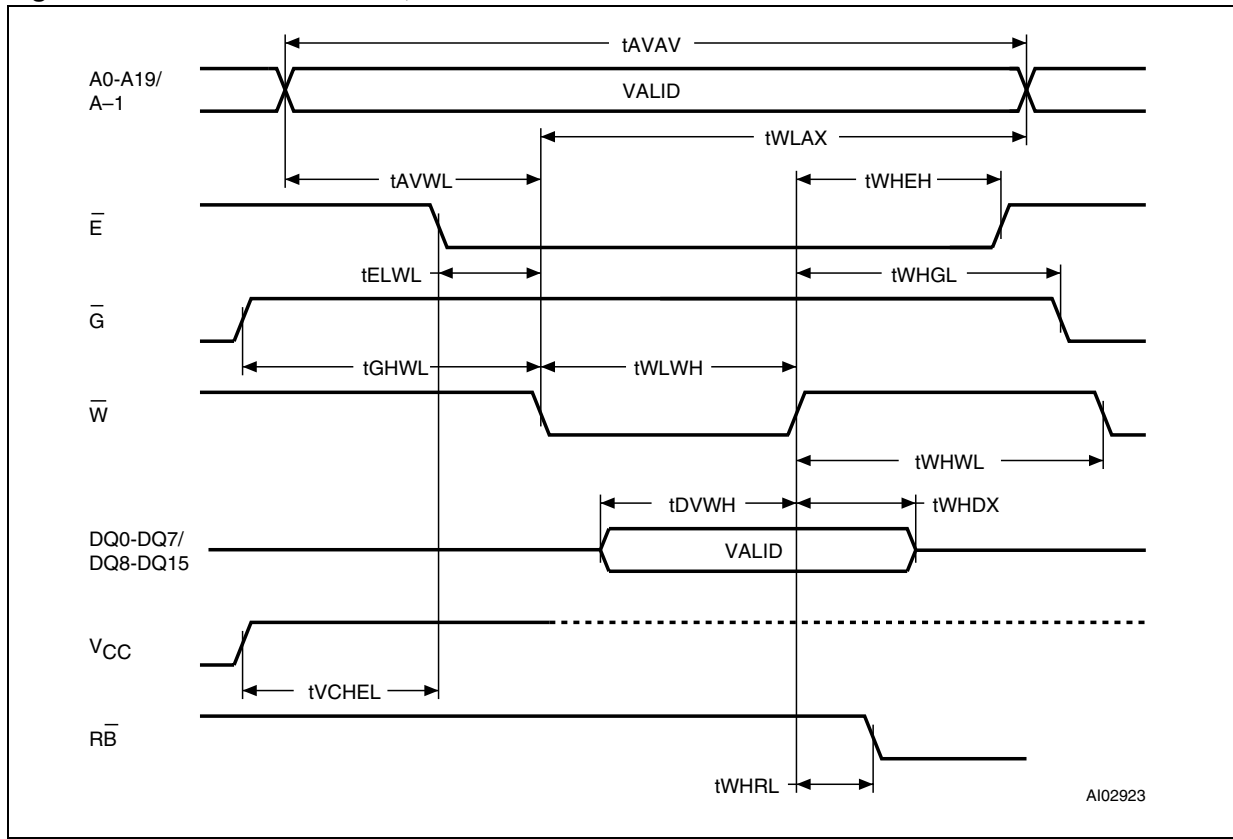 tAVAV
A0-A19/
A–1
VALID
tWLAX
tAVWL
tWHEH
E̅
tELWL
tWHGL
G̅
tGHWL
tWLWH
W̅
tWHWL
tDVWH
tWHDX
DQ0-DQ7/
DQ8-DQ15
VALID
VCC
tVCHEL
RB̅
tWHRL
AI02923